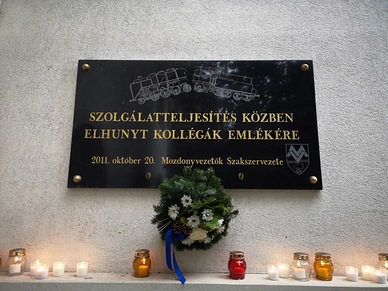 SZOLGÁLATTELJESÍTÉS KÖZBEN
ELHUNYT KOLLÉGÁK EMLÉKÉRE
2011. október 20. Mozdonyvezetők Szakszervezete